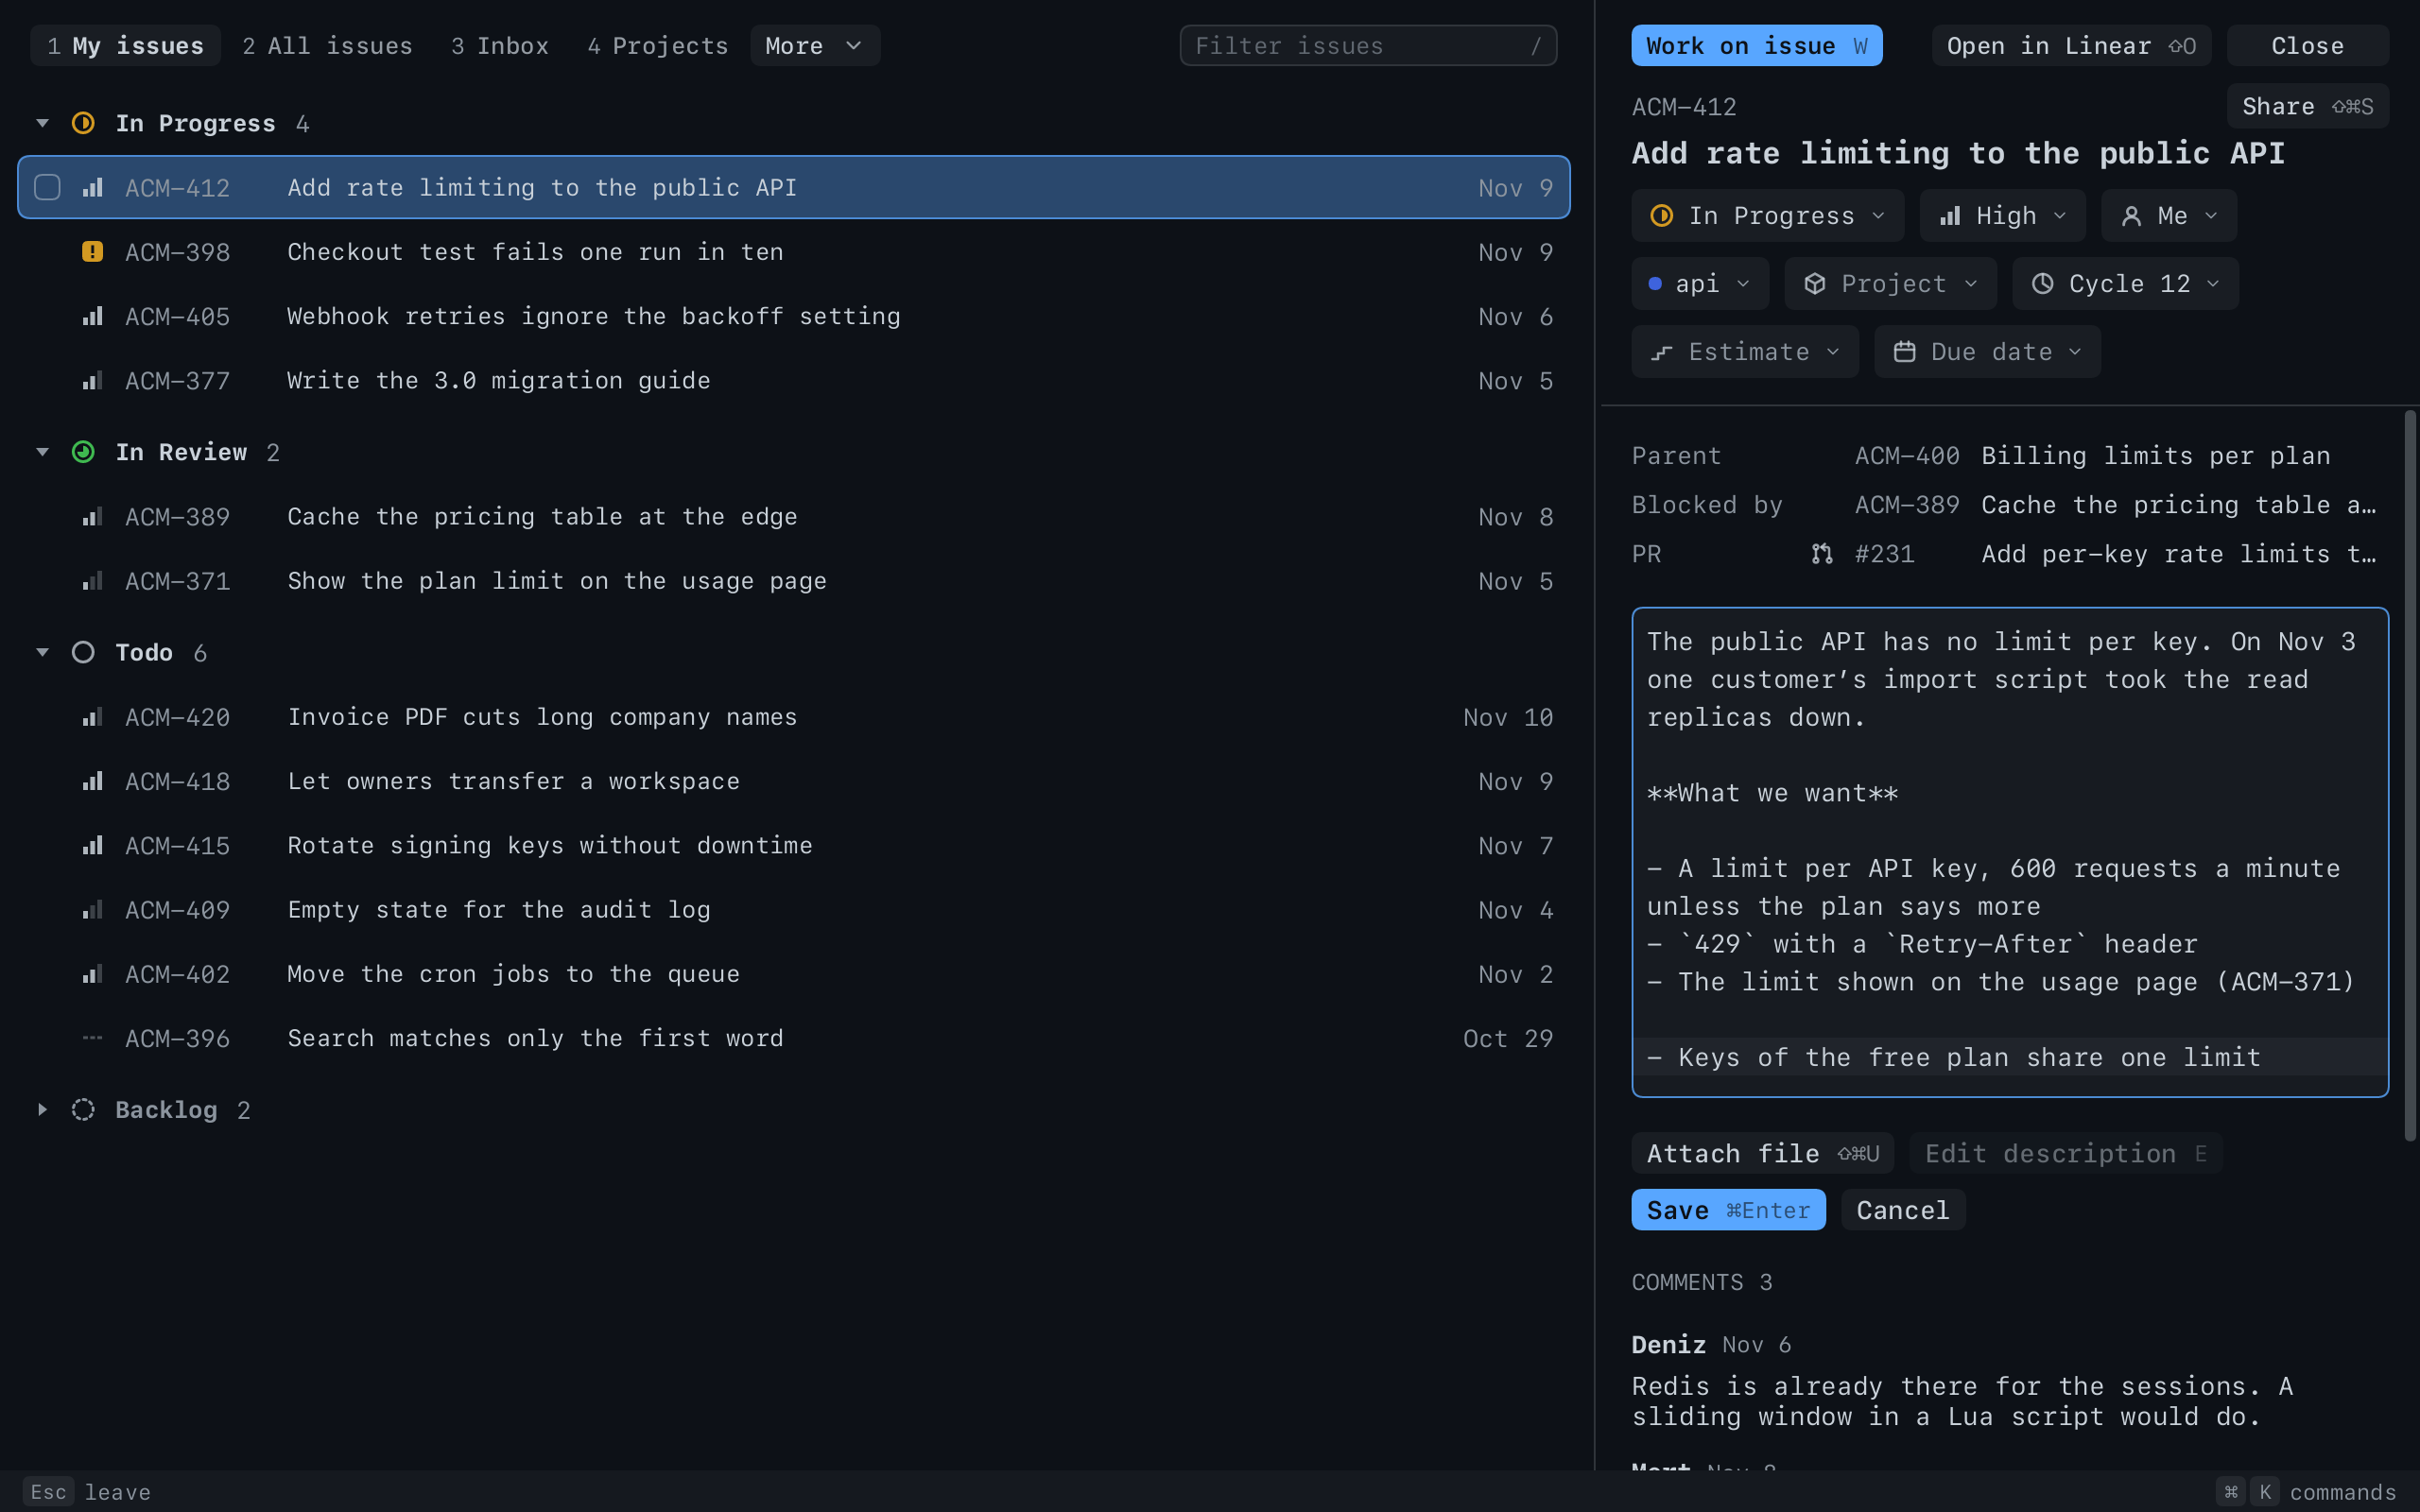 1 My issues 2 All issues 3 Inbox 4 Projects More
Filter issues /
In Progress 4
ACM-412 Add rate limiting to the public API Nov 9
ACM-398 Checkout test fails one run in ten Nov 9
ACM-405 Webhook retries ignore the backoff setting Nov 6
ACM-377 Write the 3.0 migration guide Nov 5
In Review 2
ACM-389 Cache the pricing table at the edge Nov 8
ACM-371 Show the plan limit on the usage page Nov 5
Todo 6
ACM-420 Invoice PDF cuts long company names Nov 10
ACM-418 Let owners transfer a workspace Nov 9
ACM-415 Rotate signing keys without downtime Nov 7
ACM-409 Empty state for the audit log Nov 4
ACM-402 Move the cron jobs to the queue Nov 2
ACM-396 Search matches only the first word Oct 29
Backlog 2
Work on issue W Open in Linear ⇧O Close
ACM-412 Share ⇧⌘S
Add rate limiting to the public API
In Progress High Me
api Project Cycle 12
Estimate Due date
Parent ACM-400 Billing limits per plan
Blocked by ACM-389 Cache the pricing table a…
PR #231 Add per-key rate limits t…
The public API has no limit per key. On Nov 3
one customer’s import script took the read
replicas down.
**What we want**
- A limit per API key, 600 requests a minute
unless the plan says more
- `429` with a `Retry-After` header
- The limit shown on the usage page (ACM-371)
- Keys of the free plan share one limit
Attach file ⇧⌘U Edit description E
Save ⌘Enter Cancel
COMMENTS 3
Deniz Nov 6
Redis is already there for the sessions. A
sliding window in a Lua script would do.
Esc leave
⌘ K commands